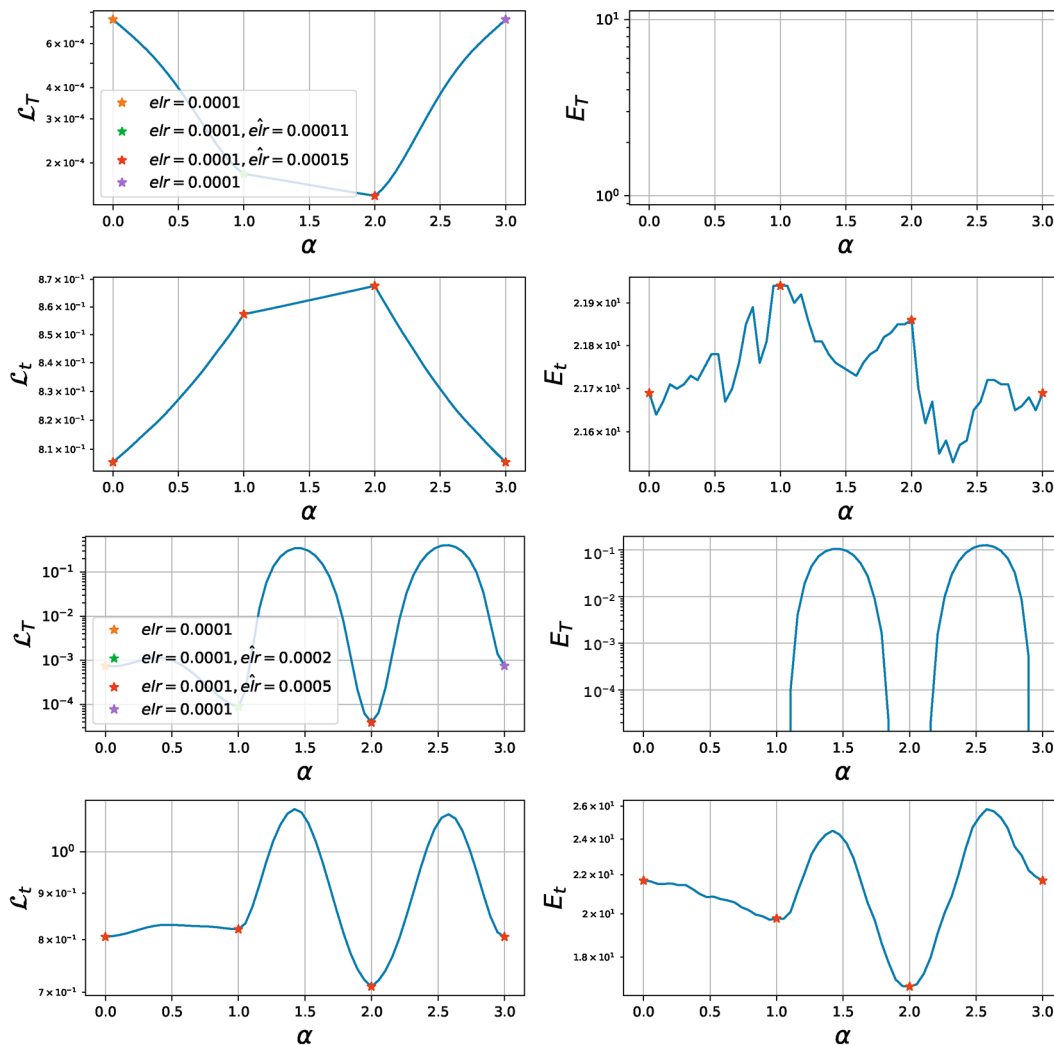 6 × 10⁻⁴
4 × 10⁻⁴
3 × 10⁻⁴
2 × 10⁻⁴
ℒ_T
elr = 0.0001
elr = 0.0001, êlr = 0.00011
elr = 0.0001, êlr = 0.00015
elr = 0.0001
0.0 0.5 1.0 1.5 2.0 2.5 3.0
α
10¹
10⁰
E_T
0.0 0.5 1.0 1.5 2.0 2.5 3.0
α
8.7 × 10⁻¹
8.6 × 10⁻¹
8.5 × 10⁻¹
8.4 × 10⁻¹
8.3 × 10⁻¹
8.2 × 10⁻¹
8.1 × 10⁻¹
ℒ_t
0.0 0.5 1.0 1.5 2.0 2.5 3.0
α
2.19 × 10¹
2.18 × 10¹
2.17 × 10¹
2.16 × 10¹
E_t
0.0 0.5 1.0 1.5 2.0 2.5 3.0
α
10⁻¹
10⁻²
10⁻³
10⁻⁴
ℒ_T
elr = 0.0001
elr = 0.0001, êlr = 0.0002
elr = 0.0001, êlr = 0.0005
elr = 0.0001
0.0 0.5 1.0 1.5 2.0 2.5 3.0
α
10⁻¹
10⁻²
10⁻³
10⁻⁴
E_T
0.0 0.5 1.0 1.5 2.0 2.5 3.0
α
10⁰
9 × 10⁻¹
8 × 10⁻¹
7 × 10⁻¹
ℒ_t
0.0 0.5 1.0 1.5 2.0 2.5 3.0
α
2.6 × 10¹
2.4 × 10¹
2.2 × 10¹
2 × 10¹
1.8 × 10¹
E_t
0.0 0.5 1.0 1.5 2.0 2.5 3.0
α